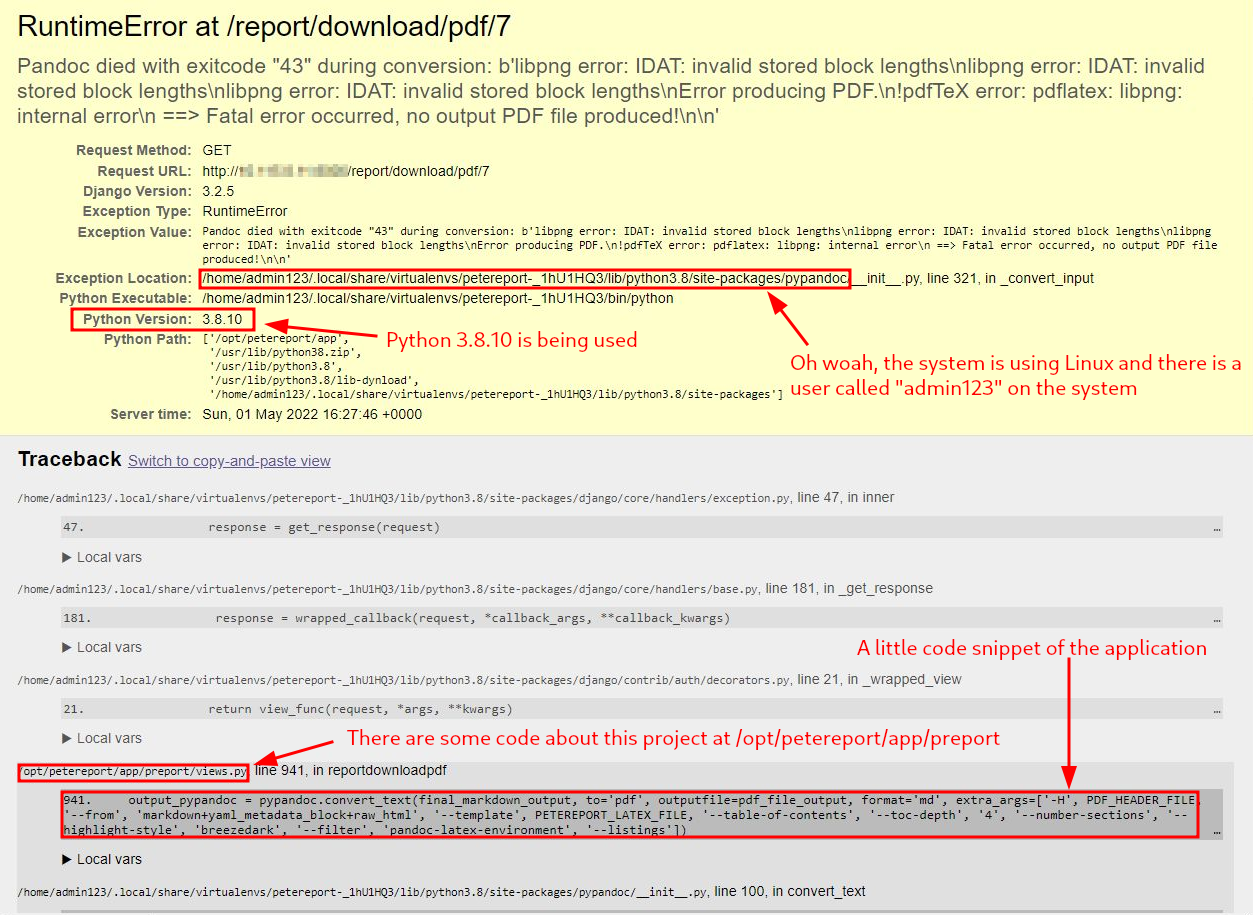 RuntimeError at /report/download/pdf/7
Pandoc died with exitcode "43" during conversion: b'libpng error: IDAT: invalid stored block lengths\nlibpng error: IDAT: invalid
stored block lengths\nlibpng error: IDAT: invalid stored block lengths\nError producing PDF.\n!pdfTeX error: pdflatex: libpng:
internal error\n ==> Fatal error occurred, no output PDF file produced!\n\n'
Request Method: GET
Request URL: http:///report/download/pdf/7
Django Version: 3.2.5
Exception Type: RuntimeError
Exception Value: Pandoc died with exitcode "43" during conversion: b'libpng error: IDAT: invalid stored block lengths\nlibpng error: IDAT: invalid stored block lengths\nlibpng
error: IDAT: invalid stored block lengths\nError producing PDF.\n!pdfTeX error: pdflatex: libpng: internal error\n ==> Fatal error occurred, no output PDF file
produced!\n\n'
Exception Location: /home/admin123/.local/share/virtualenvs/petereport-_1hU1HQ3/lib/python3.8/site-packages/pypandoc/__init__.py, line 321, in _convert_input
Python Executable: /home/admin123/.local/share/virtualenvs/petereport-_1hU1HQ3/bin/python
Python Version: 3.8.10
Python Path: ['/opt/petereport/app',
'/usr/lib/python38.zip',
'/usr/lib/python3.8',
'/usr/lib/python3.8/lib-dynload',
'/home/admin123/.local/share/virtualenvs/petereport-_1hU1HQ3/lib/python3.8/site-packages']
Python 3.8.10 is being used
Oh woah, the system is using Linux and there is a
user called "admin123" on the system
Server time: Sun, 01 May 2022 16:27:46 +0000
Traceback Switch to copy-and-paste view
/home/admin123/.local/share/virtualenvs/petereport-_1hU1HQ3/lib/python3.8/site-packages/django/core/handlers/exception.py, line 47, in inner
47. response = get_response(request) …
▶ Local vars
/home/admin123/.local/share/virtualenvs/petereport-_1hU1HQ3/lib/python3.8/site-packages/django/core/handlers/base.py, line 181, in _get_response
181. response = wrapped_callback(request, *callback_args, **callback_kwargs) …
▶ Local vars
A little code snippet of the application
/home/admin123/.local/share/virtualenvs/petereport-_1hU1HQ3/lib/python3.8/site-packages/django/contrib/auth/decorators.py, line 21, in _wrapped_view
21. return view_func(request, *args, **kwargs) …
▶ Local vars
There are some code about this project at /opt/petereport/app/preport
/opt/petereport/app/preport/views.py, line 941, in reportdownloadpdf
941. output_pypandoc = pypandoc.convert_text(final_markdown_output, to='pdf', outputfile=pdf_file_output, format='md', extra_args=['-H', PDF_HEADER_FILE,
'--from', 'markdown+yaml_metadata_block+raw_html', '--template', PETEREPORT_LATEX_FILE, '--table-of-contents', '--toc-depth', '4', '--number-sections', '--
highlight-style', 'breezedark', '--filter', 'pandoc-latex-environment', '--listings']) …
▶ Local vars
/home/admin123/.local/share/virtualenvs/petereport-_1hU1HQ3/lib/python3.8/site-packages/pypandoc/__init__.py, line 100, in convert_text